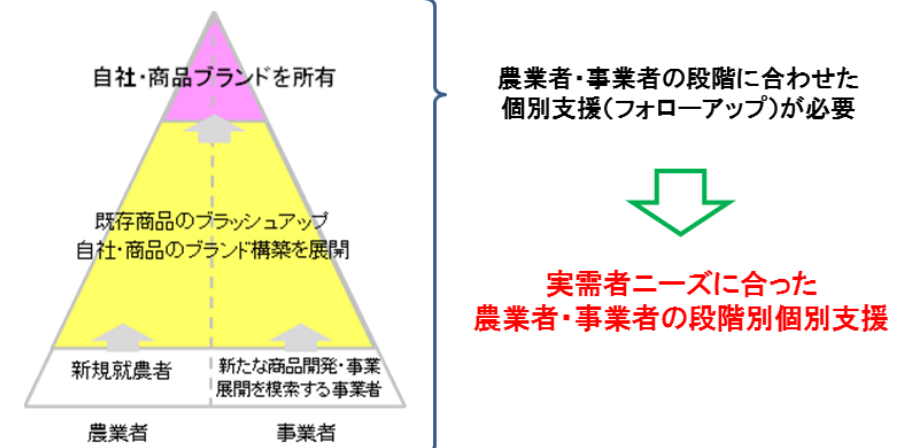 自社・商品ブランドを所有
既存商品のブラッシュアップ
自社・商品のブランド構築を展開
新規就農者
新たな商品開発・事業
展開を模索する事業者
農業者
事業者
農業者・事業者の段階に合わせた
個別支援(フォローアップ)が必要
実需者ニーズに合った
農業者・事業者の段階別個別支援